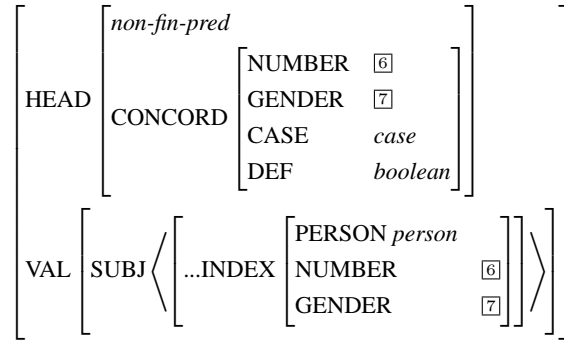 non-fin-pred
NUMBER 6
GENDER 7
HEAD CONCORD
CASE case
DEF boolean
PERSON person
VAL SUBJ ...INDEX NUMBER 6
GENDER 7